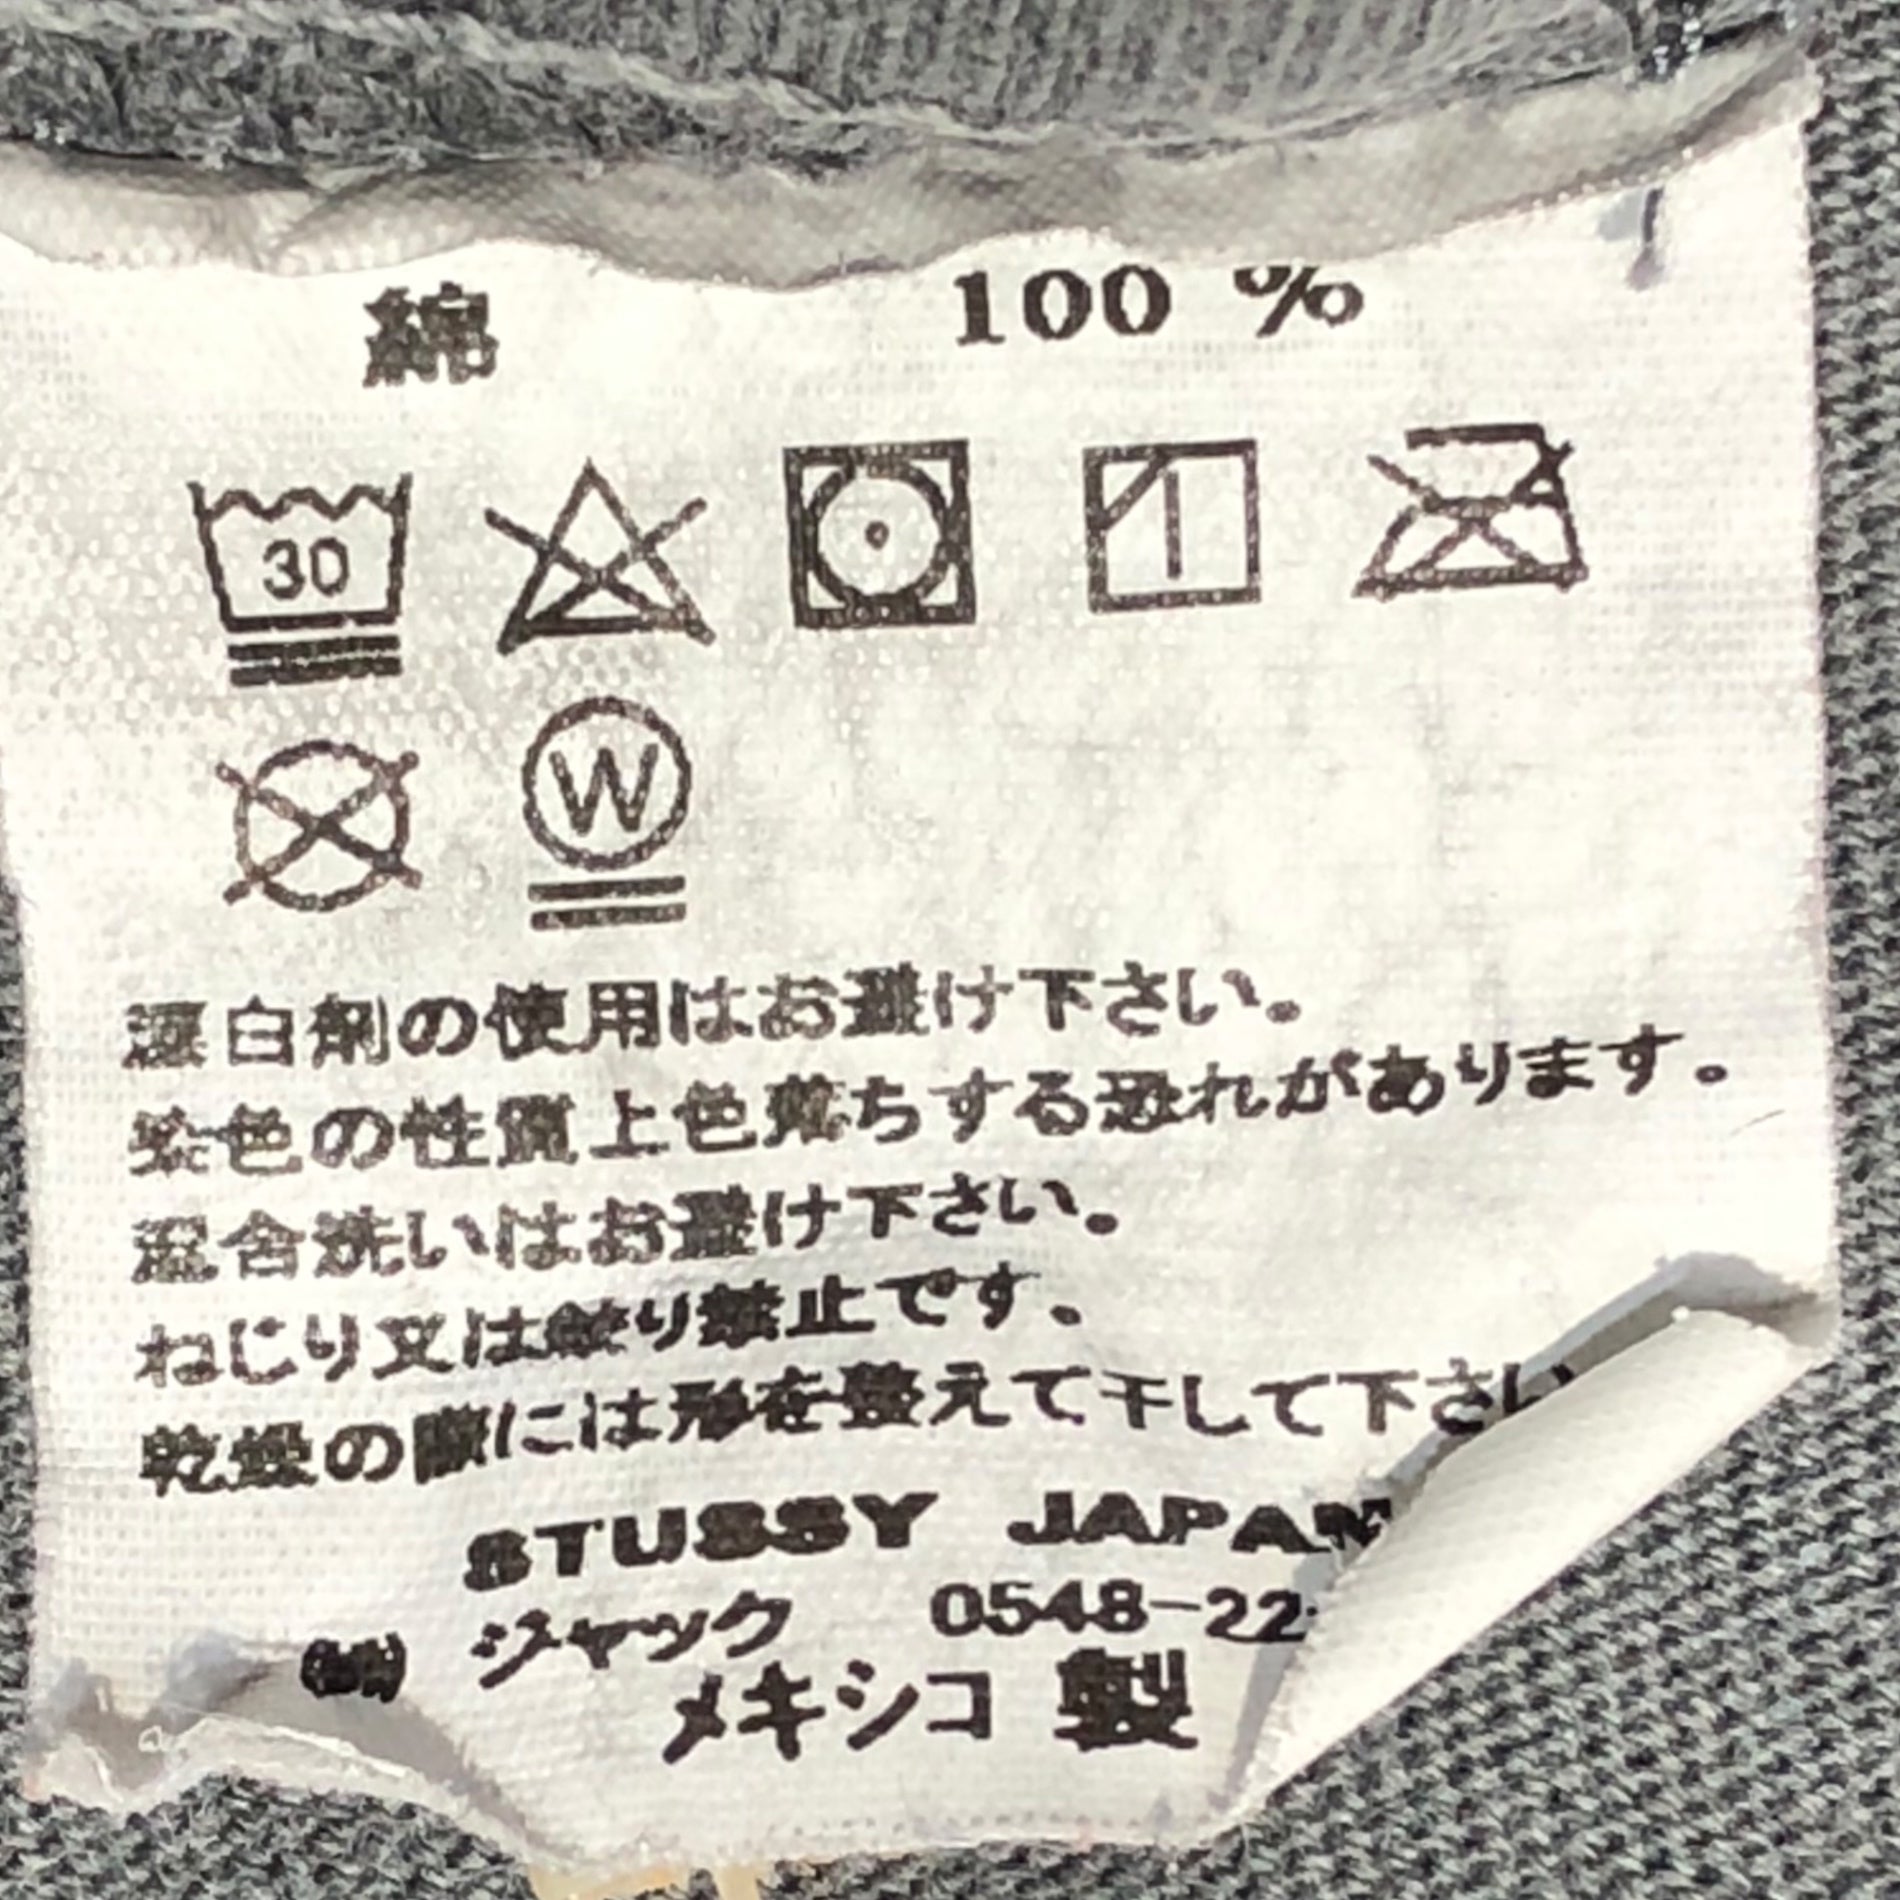 綿 100 %
30
W
漂白剤の使用はお避け下さい。
染色の性質上色落ちする恐れがあります。
混合洗いはお避け下さい。
ねじり又は絞り禁止です。
乾燥の際には形を整えて干して下さい
STUSSY JAPAN
㈱ ジャック 0548-22
メキシコ 製